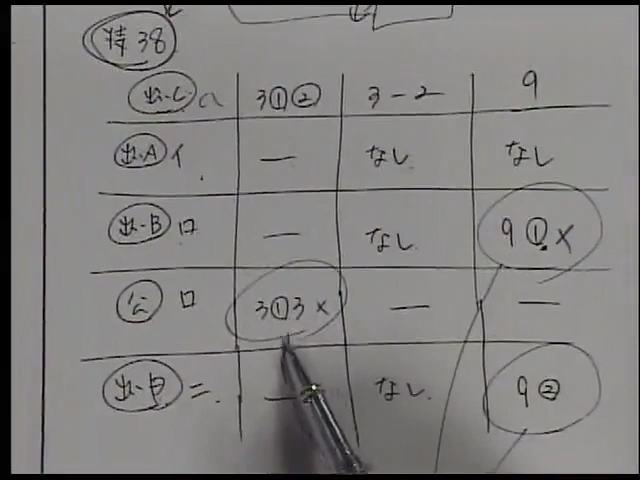 特38
出-C ハ 3①② 3-2 9
出-A イ. — なし なし
出-B ロ — なし 9①×
公 ロ 3①3× — —
出-D ニ. — なし. 9②